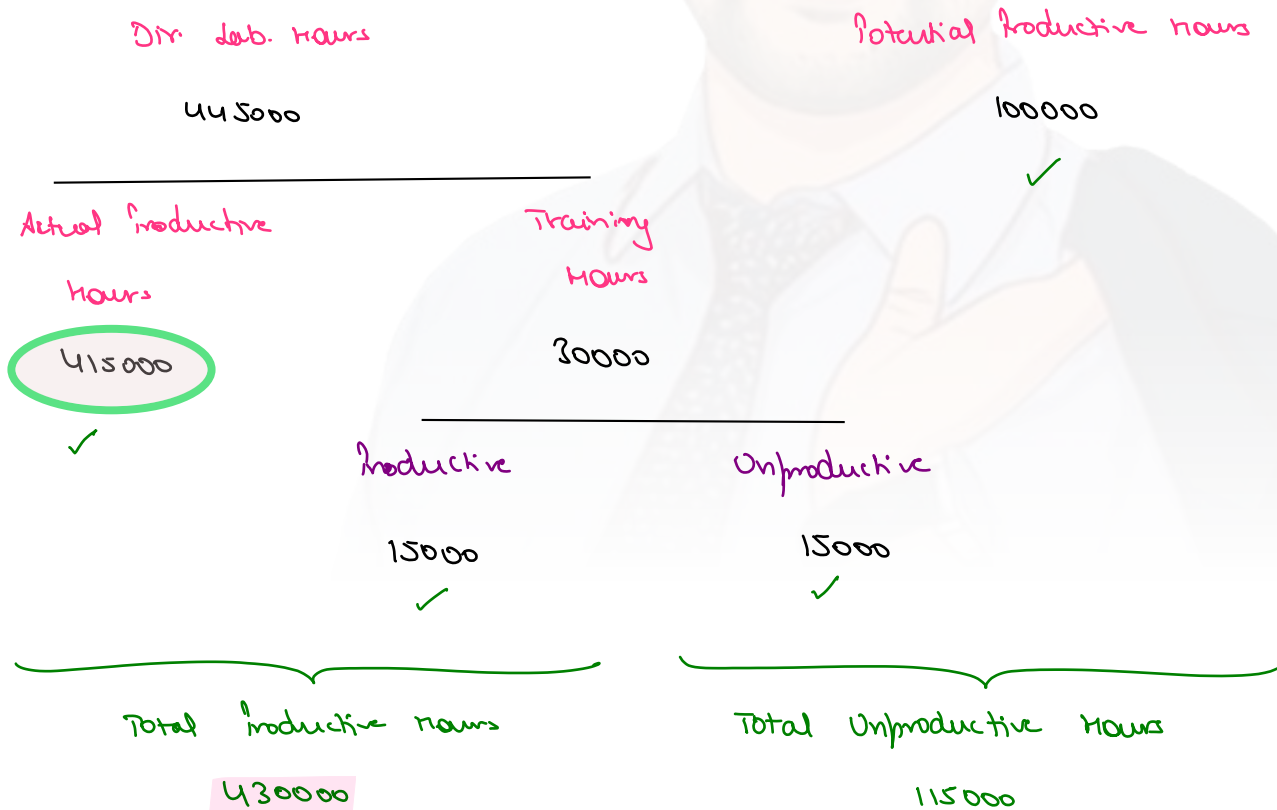 Dir. Lab. Hours
Potential Productive Hours
445000
100000
Actual Productive
Hours
Training
Hours
415000
30000
Productive
Unproductive
15000
15000
Total Productive Hours
Total Unproductive Hours
430000
115000